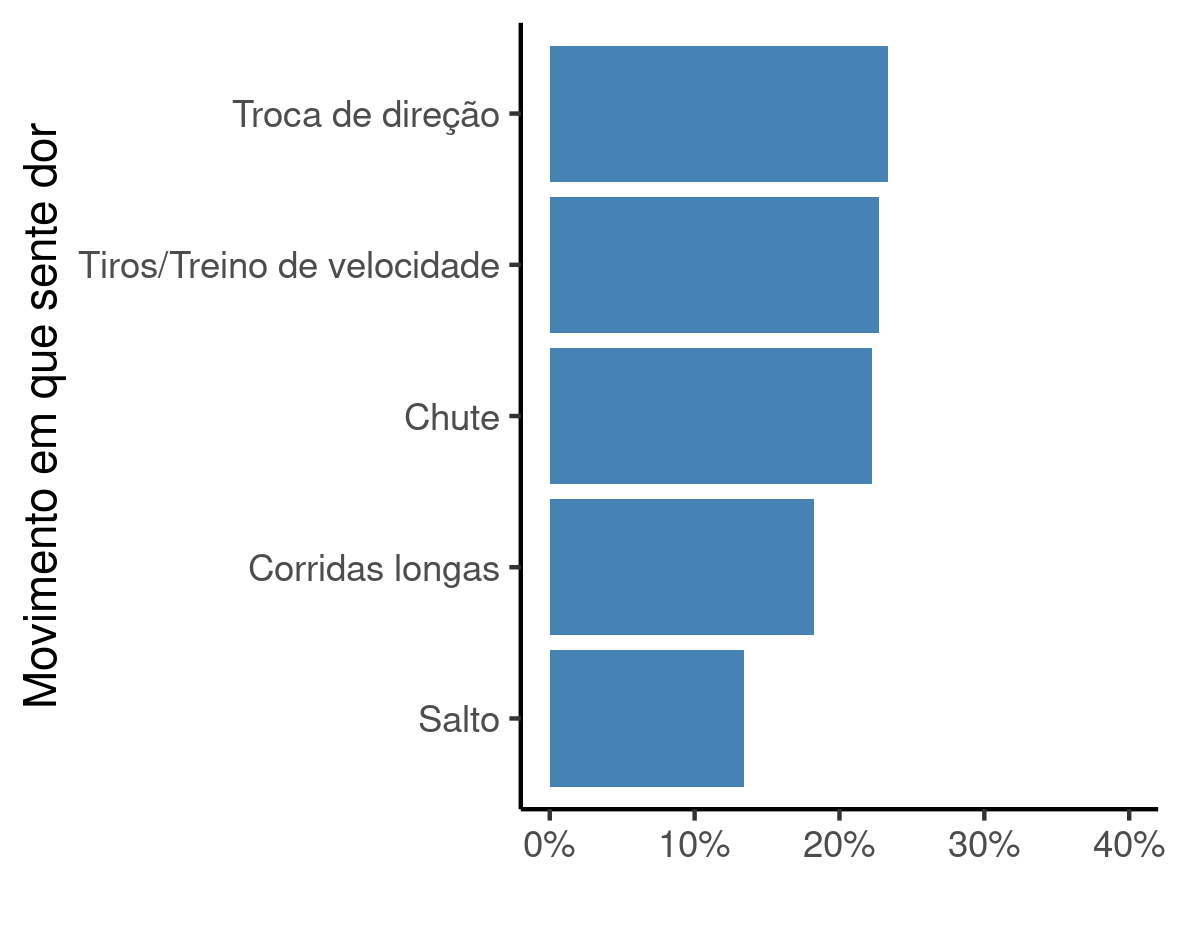 Movimento em que sente dor
Troca de direção
Tiros/Treino de velocidade
Chute
Corridas longas
Salto
0% 10% 20% 30% 40%